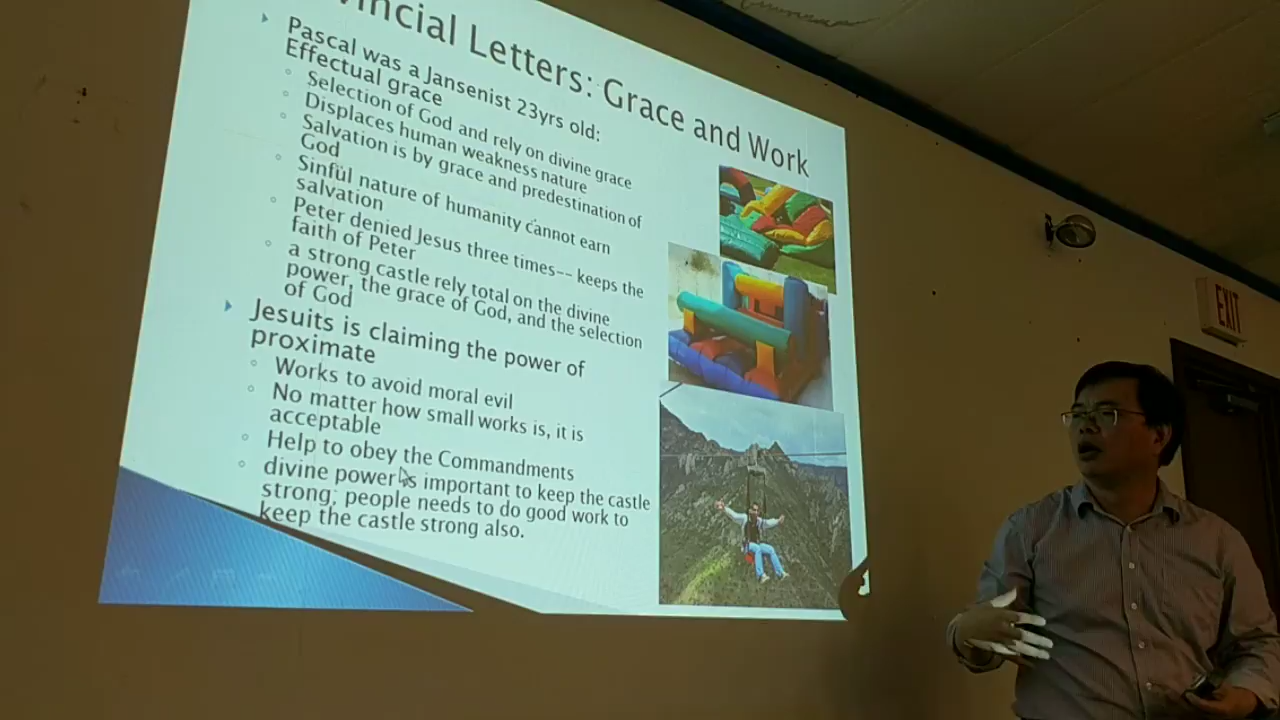 vincial Letters: Grace and Work
Pascal was a Jansenist 23yrs old:
Effectual grace
Selection of God and rely on divine grace
Displaces human weakness nature
Salvation is by grace and predestination of
God
Sinful nature of humanity cannot earn
salvation
Peter denied Jesus three times-- keeps the
faith of Peter
a strong castle rely total on the divine
power, the grace of God, and the selection
of God
Jesuits is claiming the power of
proximate
Works to avoid moral evil
No matter how small works is, it is
acceptable
Help to obey the Commandments
divine power is important to keep the castle
strong; people needs to do good work to
keep the castle strong also.
EXIT